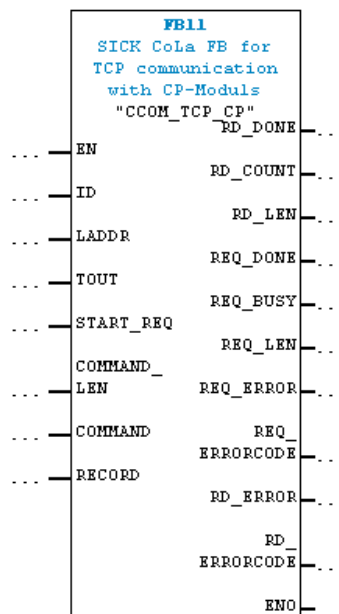 FB11
SICK CoLa FB for
TCP communication
with CP-Moduls
"CCOM_TCP_CP"
RD_DONE
... EN
RD_COUNT
... ID
RD_LEN
... LADDR
REQ_DONE
... TOUT
REQ_BUSY
... START_REQ
REQ_LEN
COMMAND_
... LEN
REQ_ERROR
... COMMAND
REQ_
ERRORCODE
... RECORD
RD_ERROR
RD_
ERRORCODE
ENO